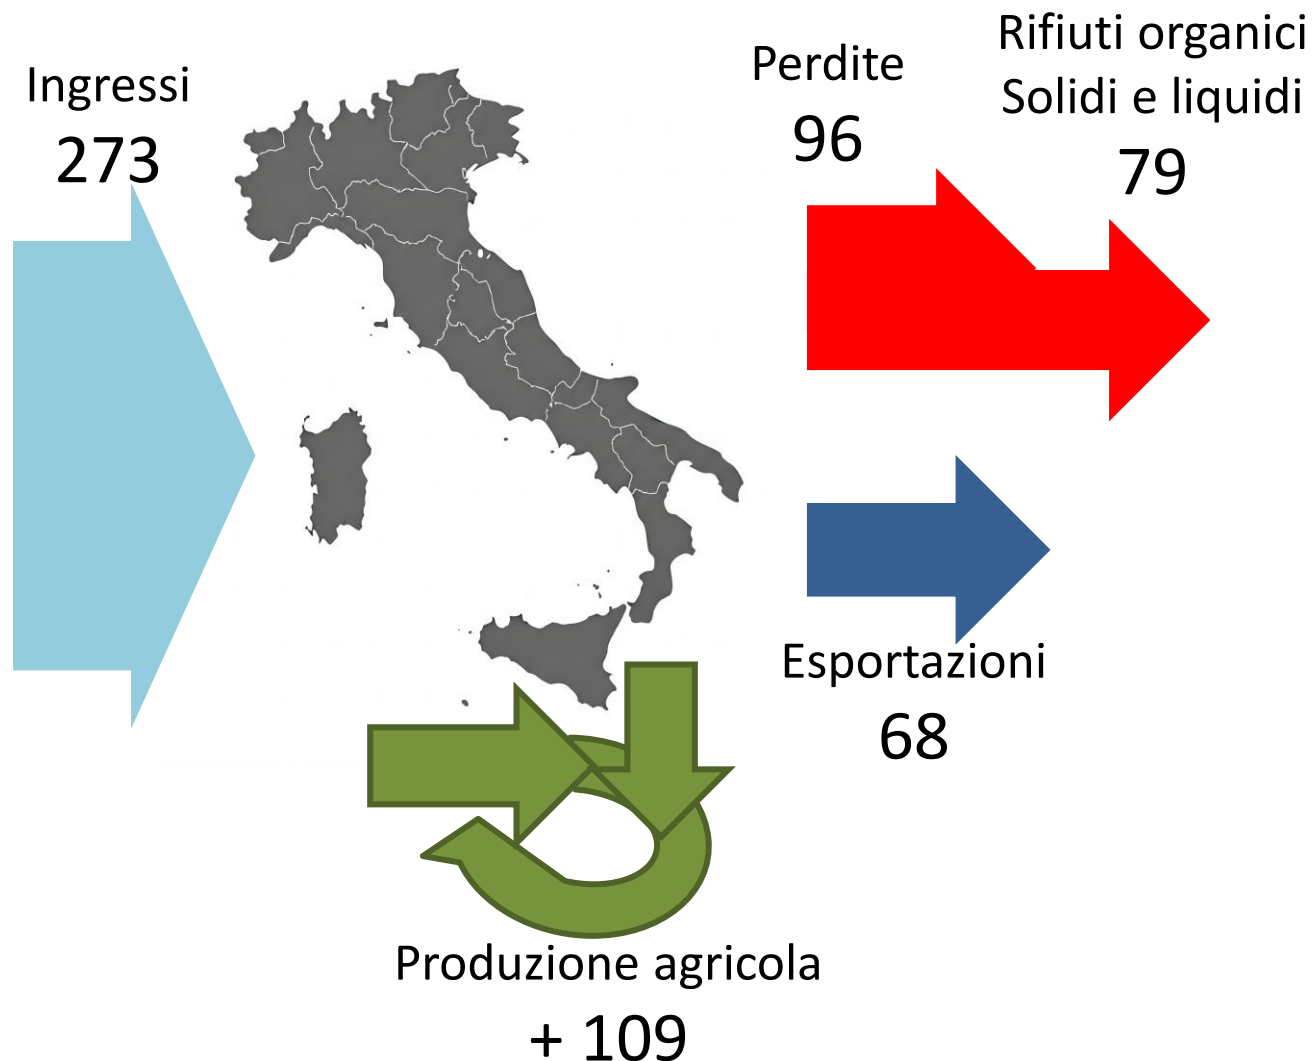 Ingressi
273
Perdite
96
Rifiuti organici
Solidi e liquidi
79
Esportazioni
68
Produzione agricola
+ 109